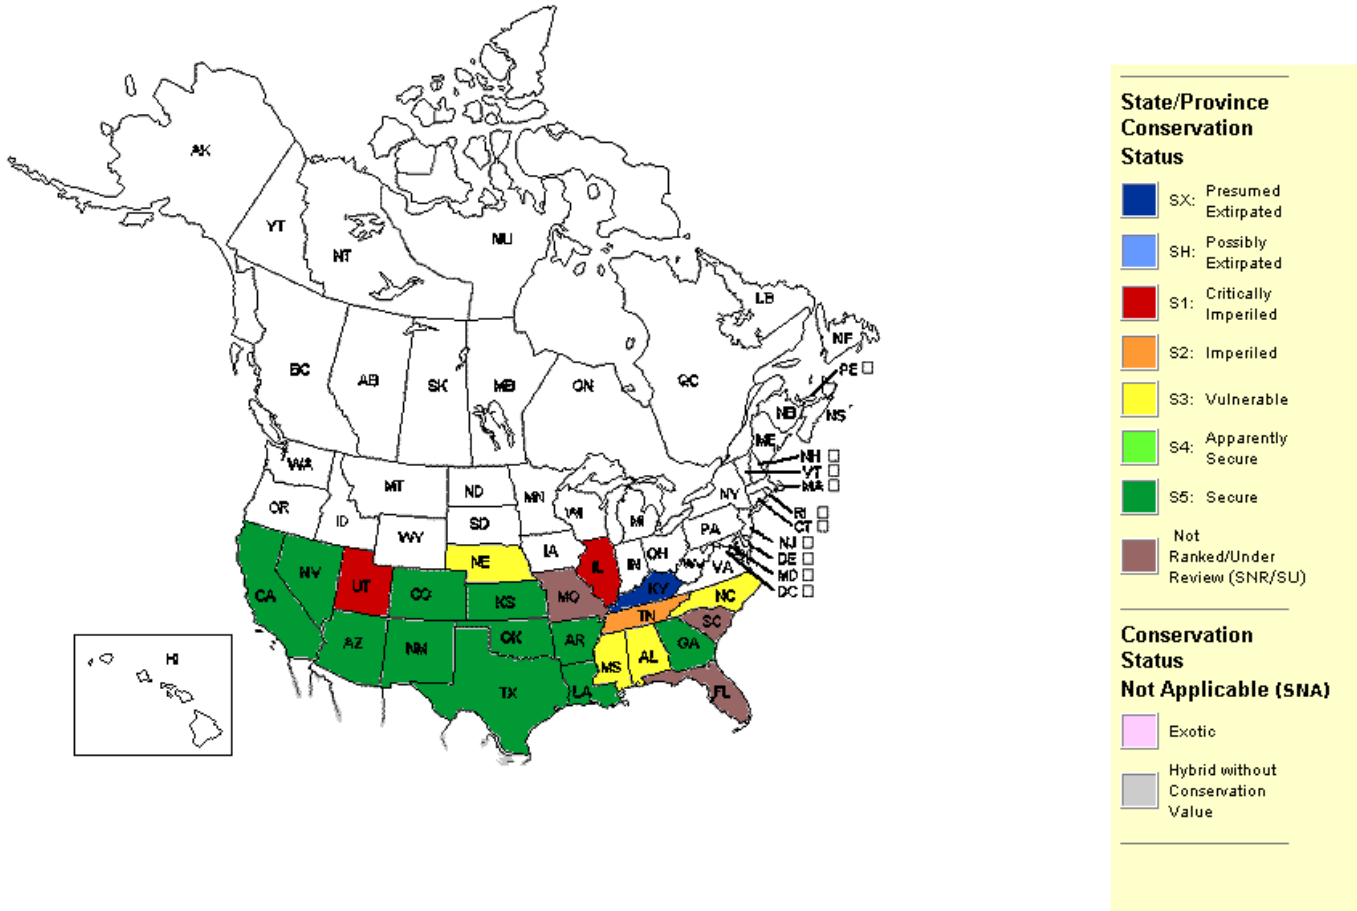 AK
YT
NT
NU
LB
NF
PE
BC
AB
SK
MB
ON
QC
NB
NS
ME
WA
MT
ND
MN
NH
VT
MA
OR
ID
WY
SD
WI
MI
NY
RI
CT
PA
NJ
DE
MD
DC
NV
UT
NE
IA
IL
IN
OH
WV
VA
CA
CO
KS
MO
KY
NC
TN
SC
AZ
NM
OK
AR
MS
AL
GA
TX
LA
FL
HI
State/Province
Conservation
Status
SX: Presumed
Extirpated
SH: Possibly
Extirpated
S1: Critically
Imperiled
S2: Imperiled
S3: Vulnerable
S4: Apparently
Secure
S5: Secure
Not
Ranked/Under
Review (SNR/SU)
Conservation
Status
Not Applicable (SNA)
Exotic
Hybrid without
Conservation
Value